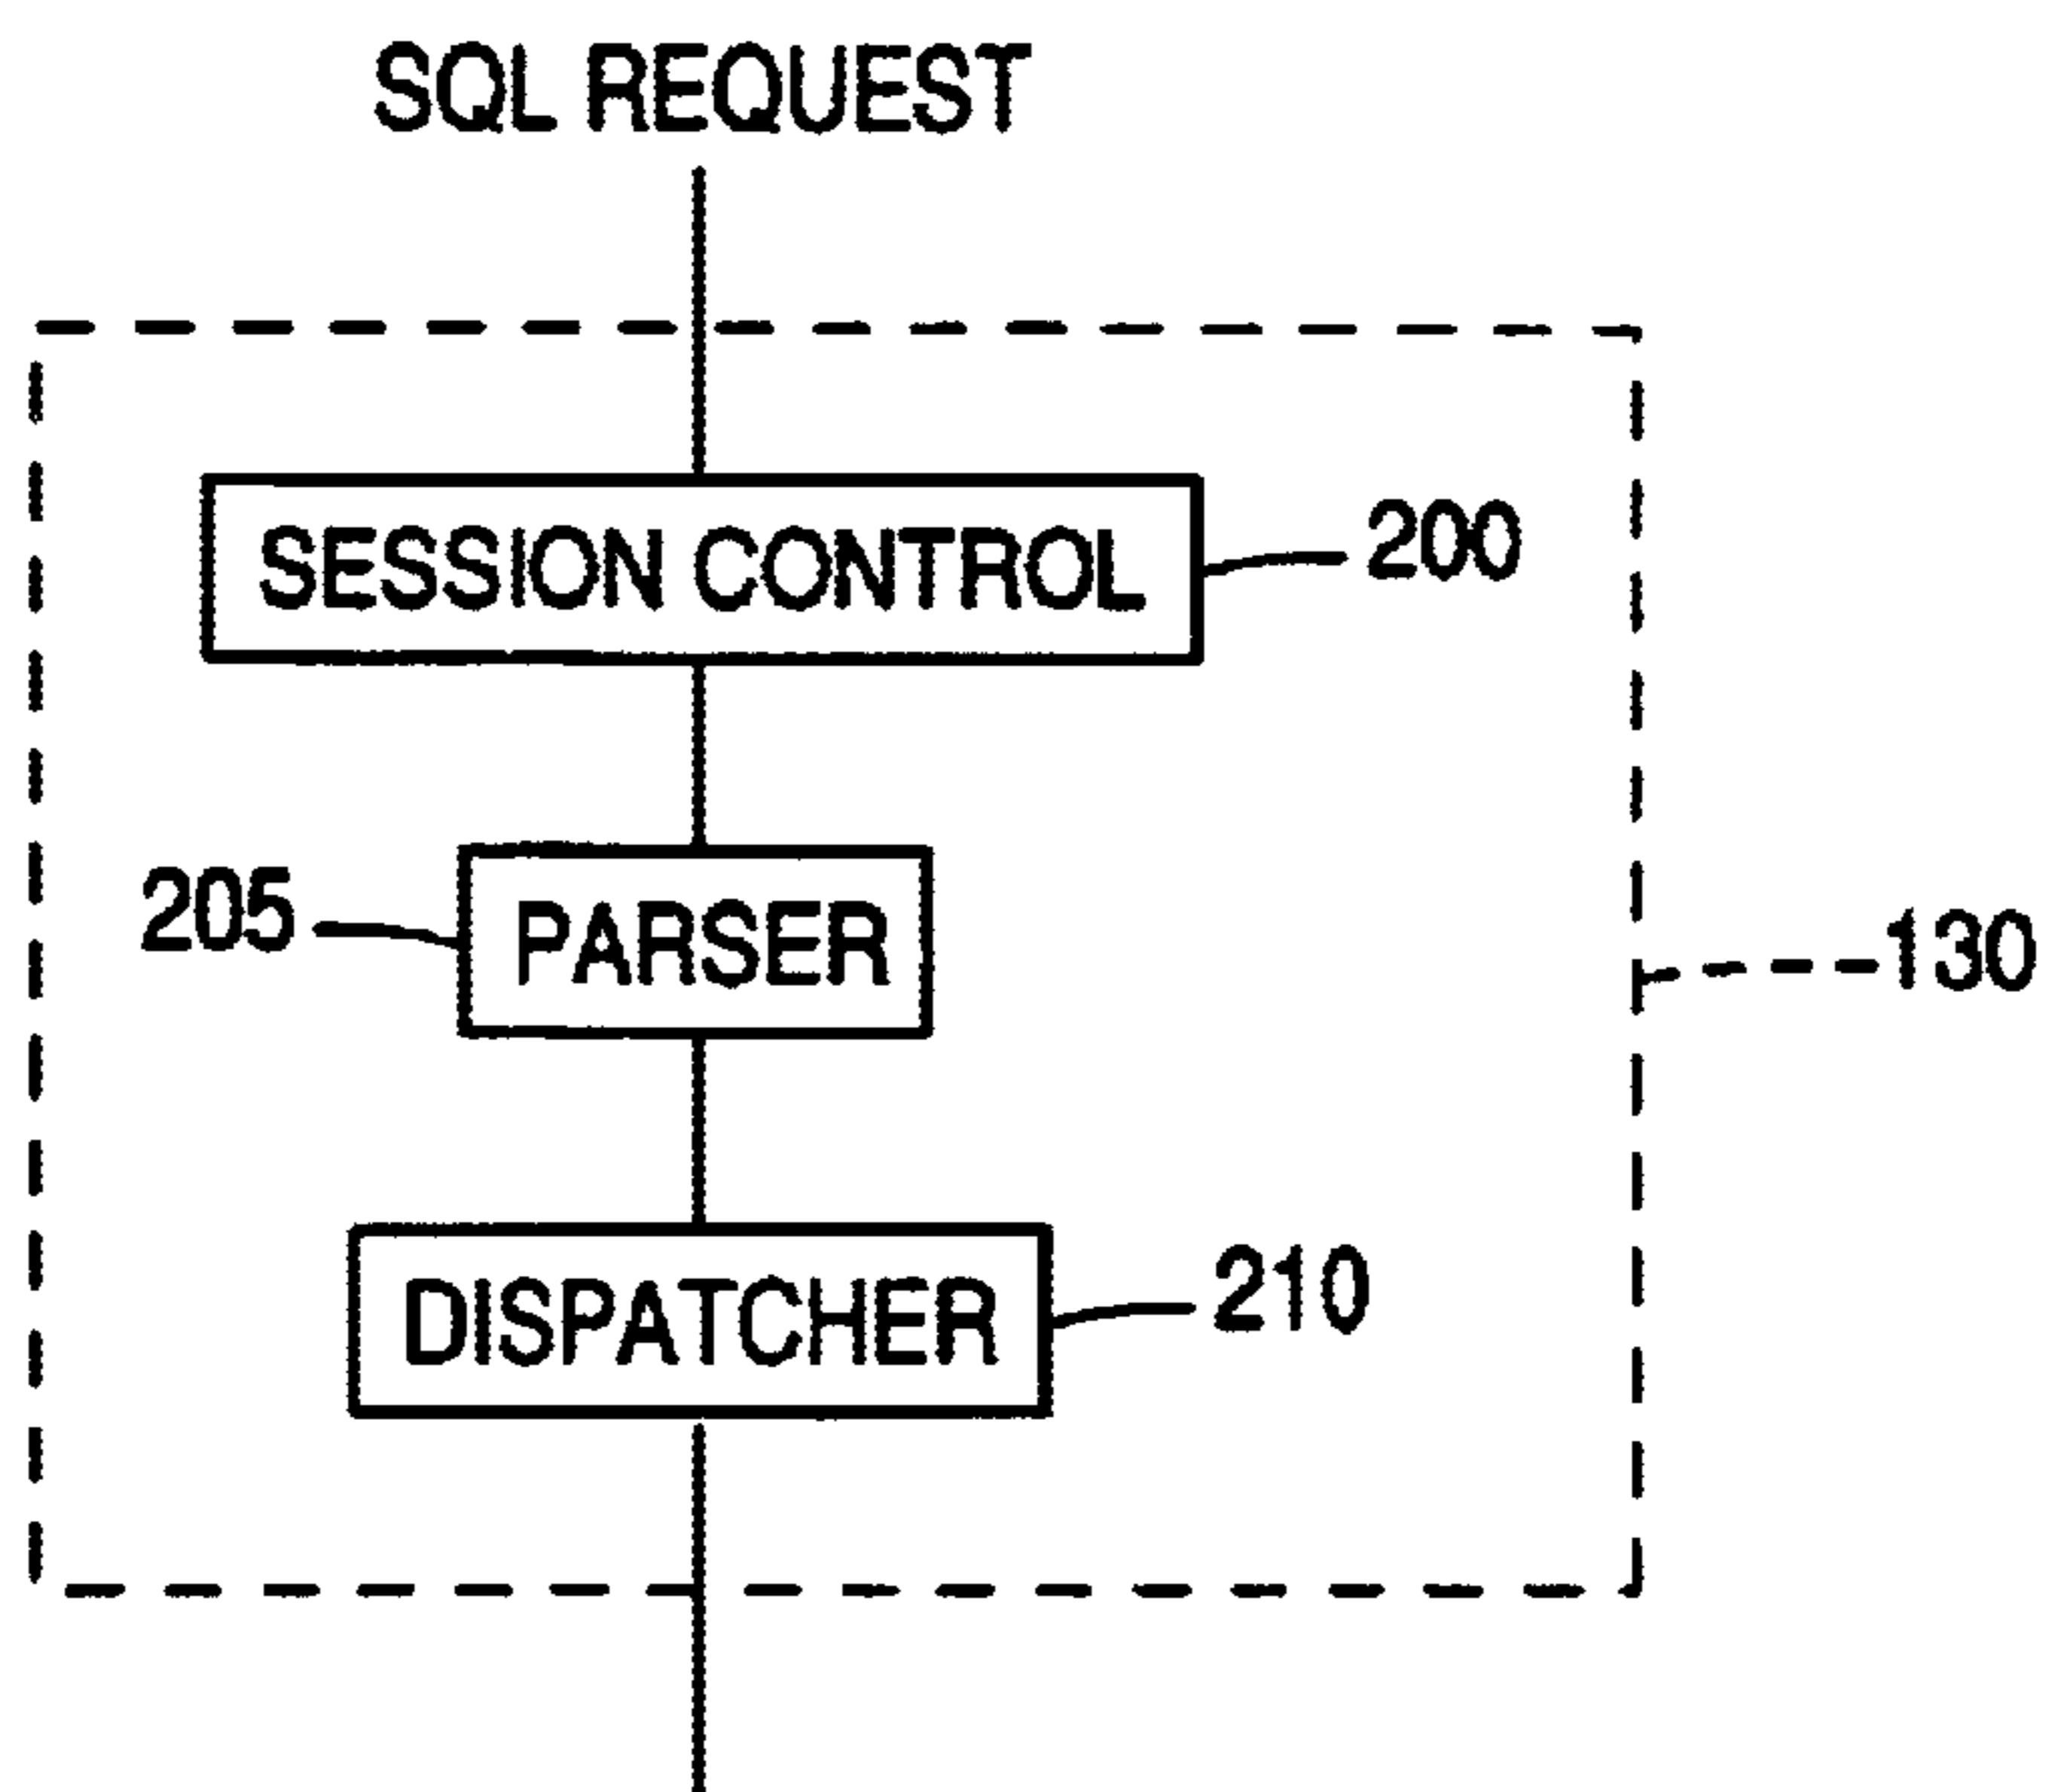 SQL REQUEST
SESSION CONTROL
200
205
PARSER
130
DISPATCHER
210